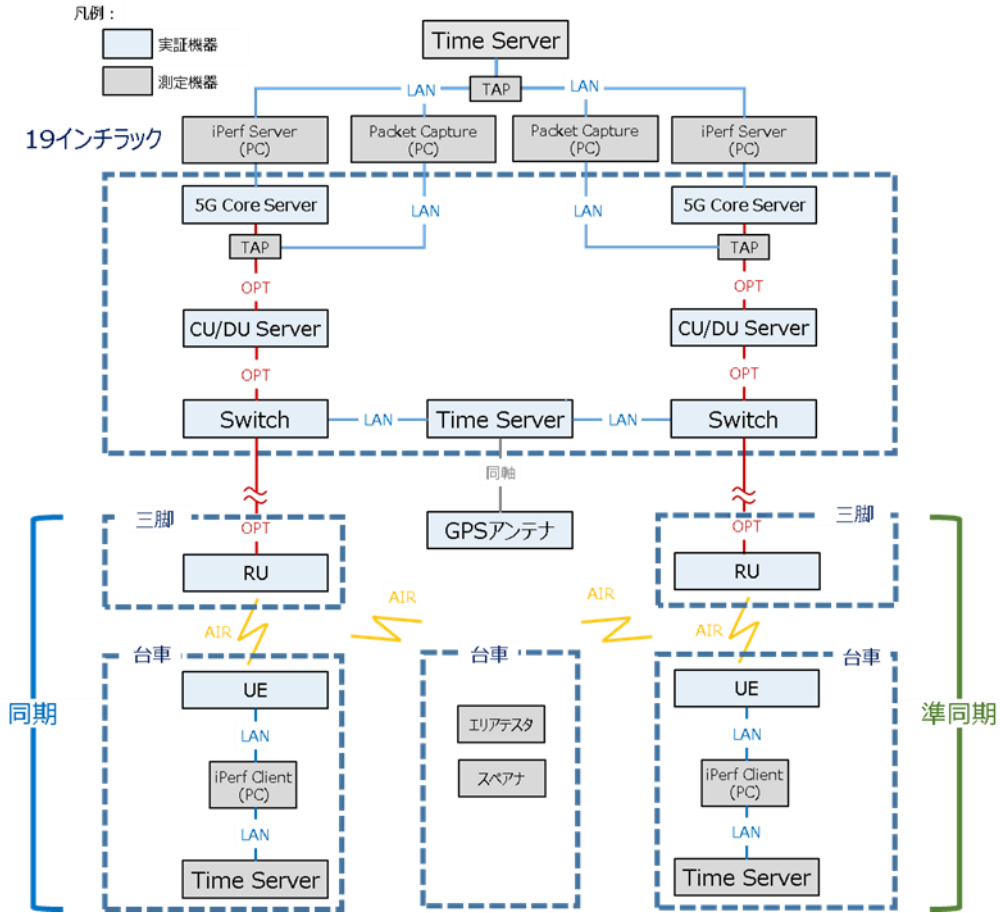 凡例：
実証機器
測定機器
Time Server
TAP
LAN
LAN
19インチラック
iPerf Server
(PC)
Packet Capture
(PC)
Packet Capture
(PC)
iPerf Server
(PC)
5G Core Server
5G Core Server
LAN
LAN
TAP
TAP
OPT
OPT
CU/DU Server
CU/DU Server
OPT
OPT
Switch
LAN
Time Server
LAN
Switch
同軸
三脚
OPT
GPSアンテナ
OPT
三脚
RU
RU
AIR
AIR
AIR
AIR
台車
台車
台車
UE
UE
同期
準同期
エリアテスタ
LAN
LAN
iPerf Client
(PC)
スペアナ
iPerf Client
(PC)
LAN
LAN
Time Server
Time Server